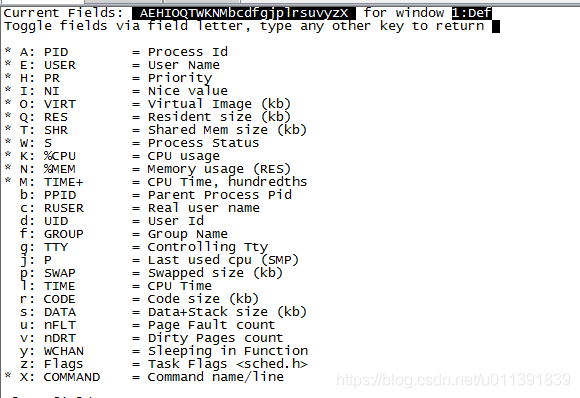 Current Fields:  AEHIOQTWKNMbcdfgjplrsuvyzX  for window 1:Def
Toggle fields via field letter, type any other key to return
* A: PID        = Process Id
* E: USER       = User Name
* H: PR         = Priority
* I: NI         = Nice value
* O: VIRT       = Virtual Image (kb)
* Q: RES        = Resident size (kb)
* T: SHR        = Shared Mem size (kb)
* W: S          = Process Status
* K: %CPU       = CPU usage
* N: %MEM       = Memory usage (RES)
* M: TIME+      = CPU Time, hundredths
  b: PPID       = Parent Process Pid
  c: RUSER      = Real user name
  d: UID        = User Id
  f: GROUP      = Group Name
  g: TTY        = Controlling Tty
  j: P          = Last used cpu (SMP)
  p: SWAP       = Swapped size (kb)
  l: TIME       = CPU Time
  r: CODE       = Code size (kb)
  s: DATA       = Data+Stack size (kb)
  u: nFLT       = Page Fault count
  v: nDRT       = Dirty Pages count
  y: WCHAN      = Sleeping in Function
  z: Flags      = Task Flags <sched.h>
* X: COMMAND    = Command name/line
https://blog.csdn.net/u011391839